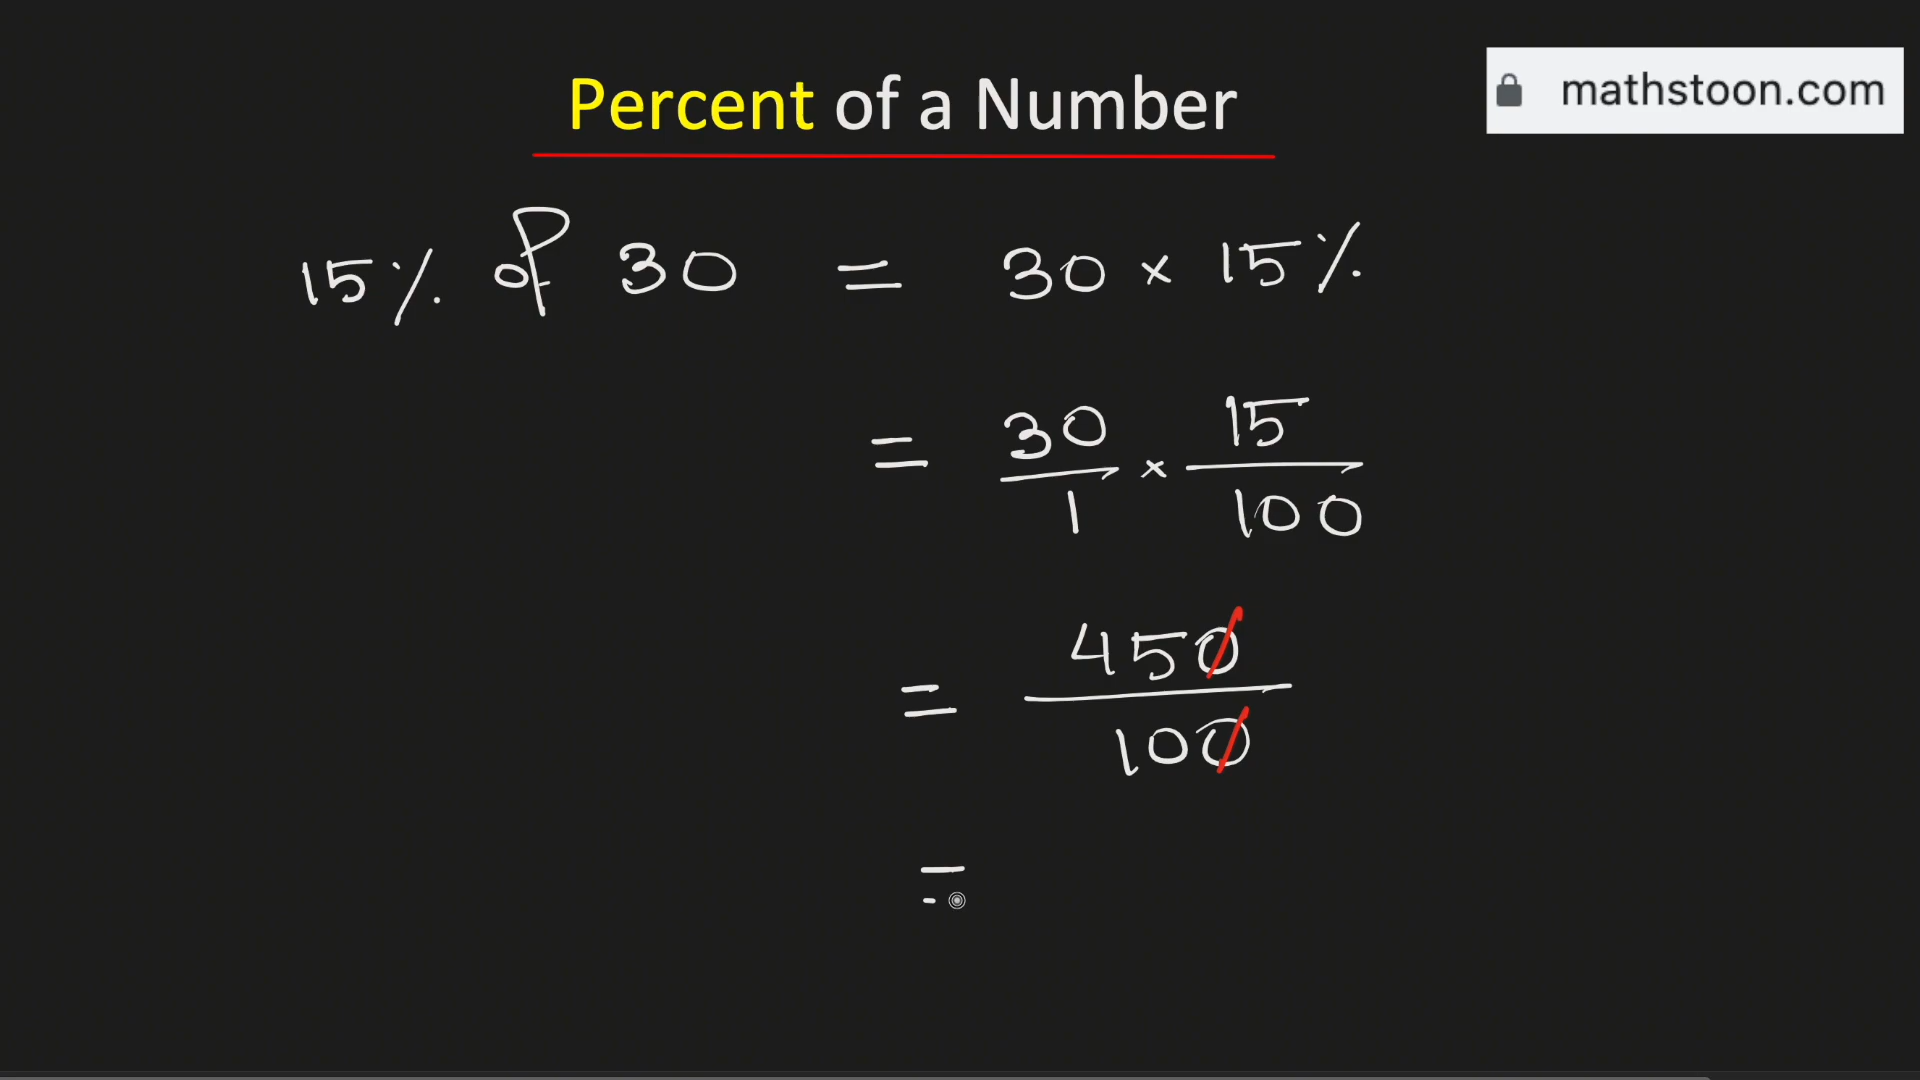 Percent of a Number
mathstoon.com
15% of 30 = 30 × 15%
= 30/1 × 15/100
= 450/100
=